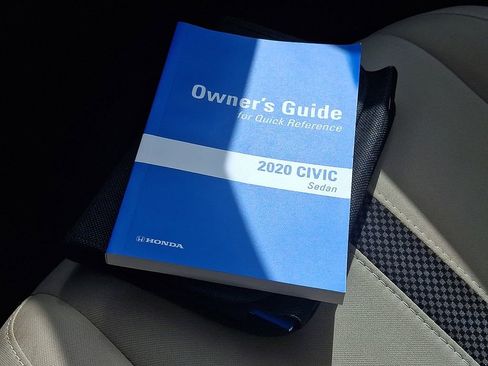 Owner's Guide
for Quick Reference
2020 CIVIC
Sedan
HONDA